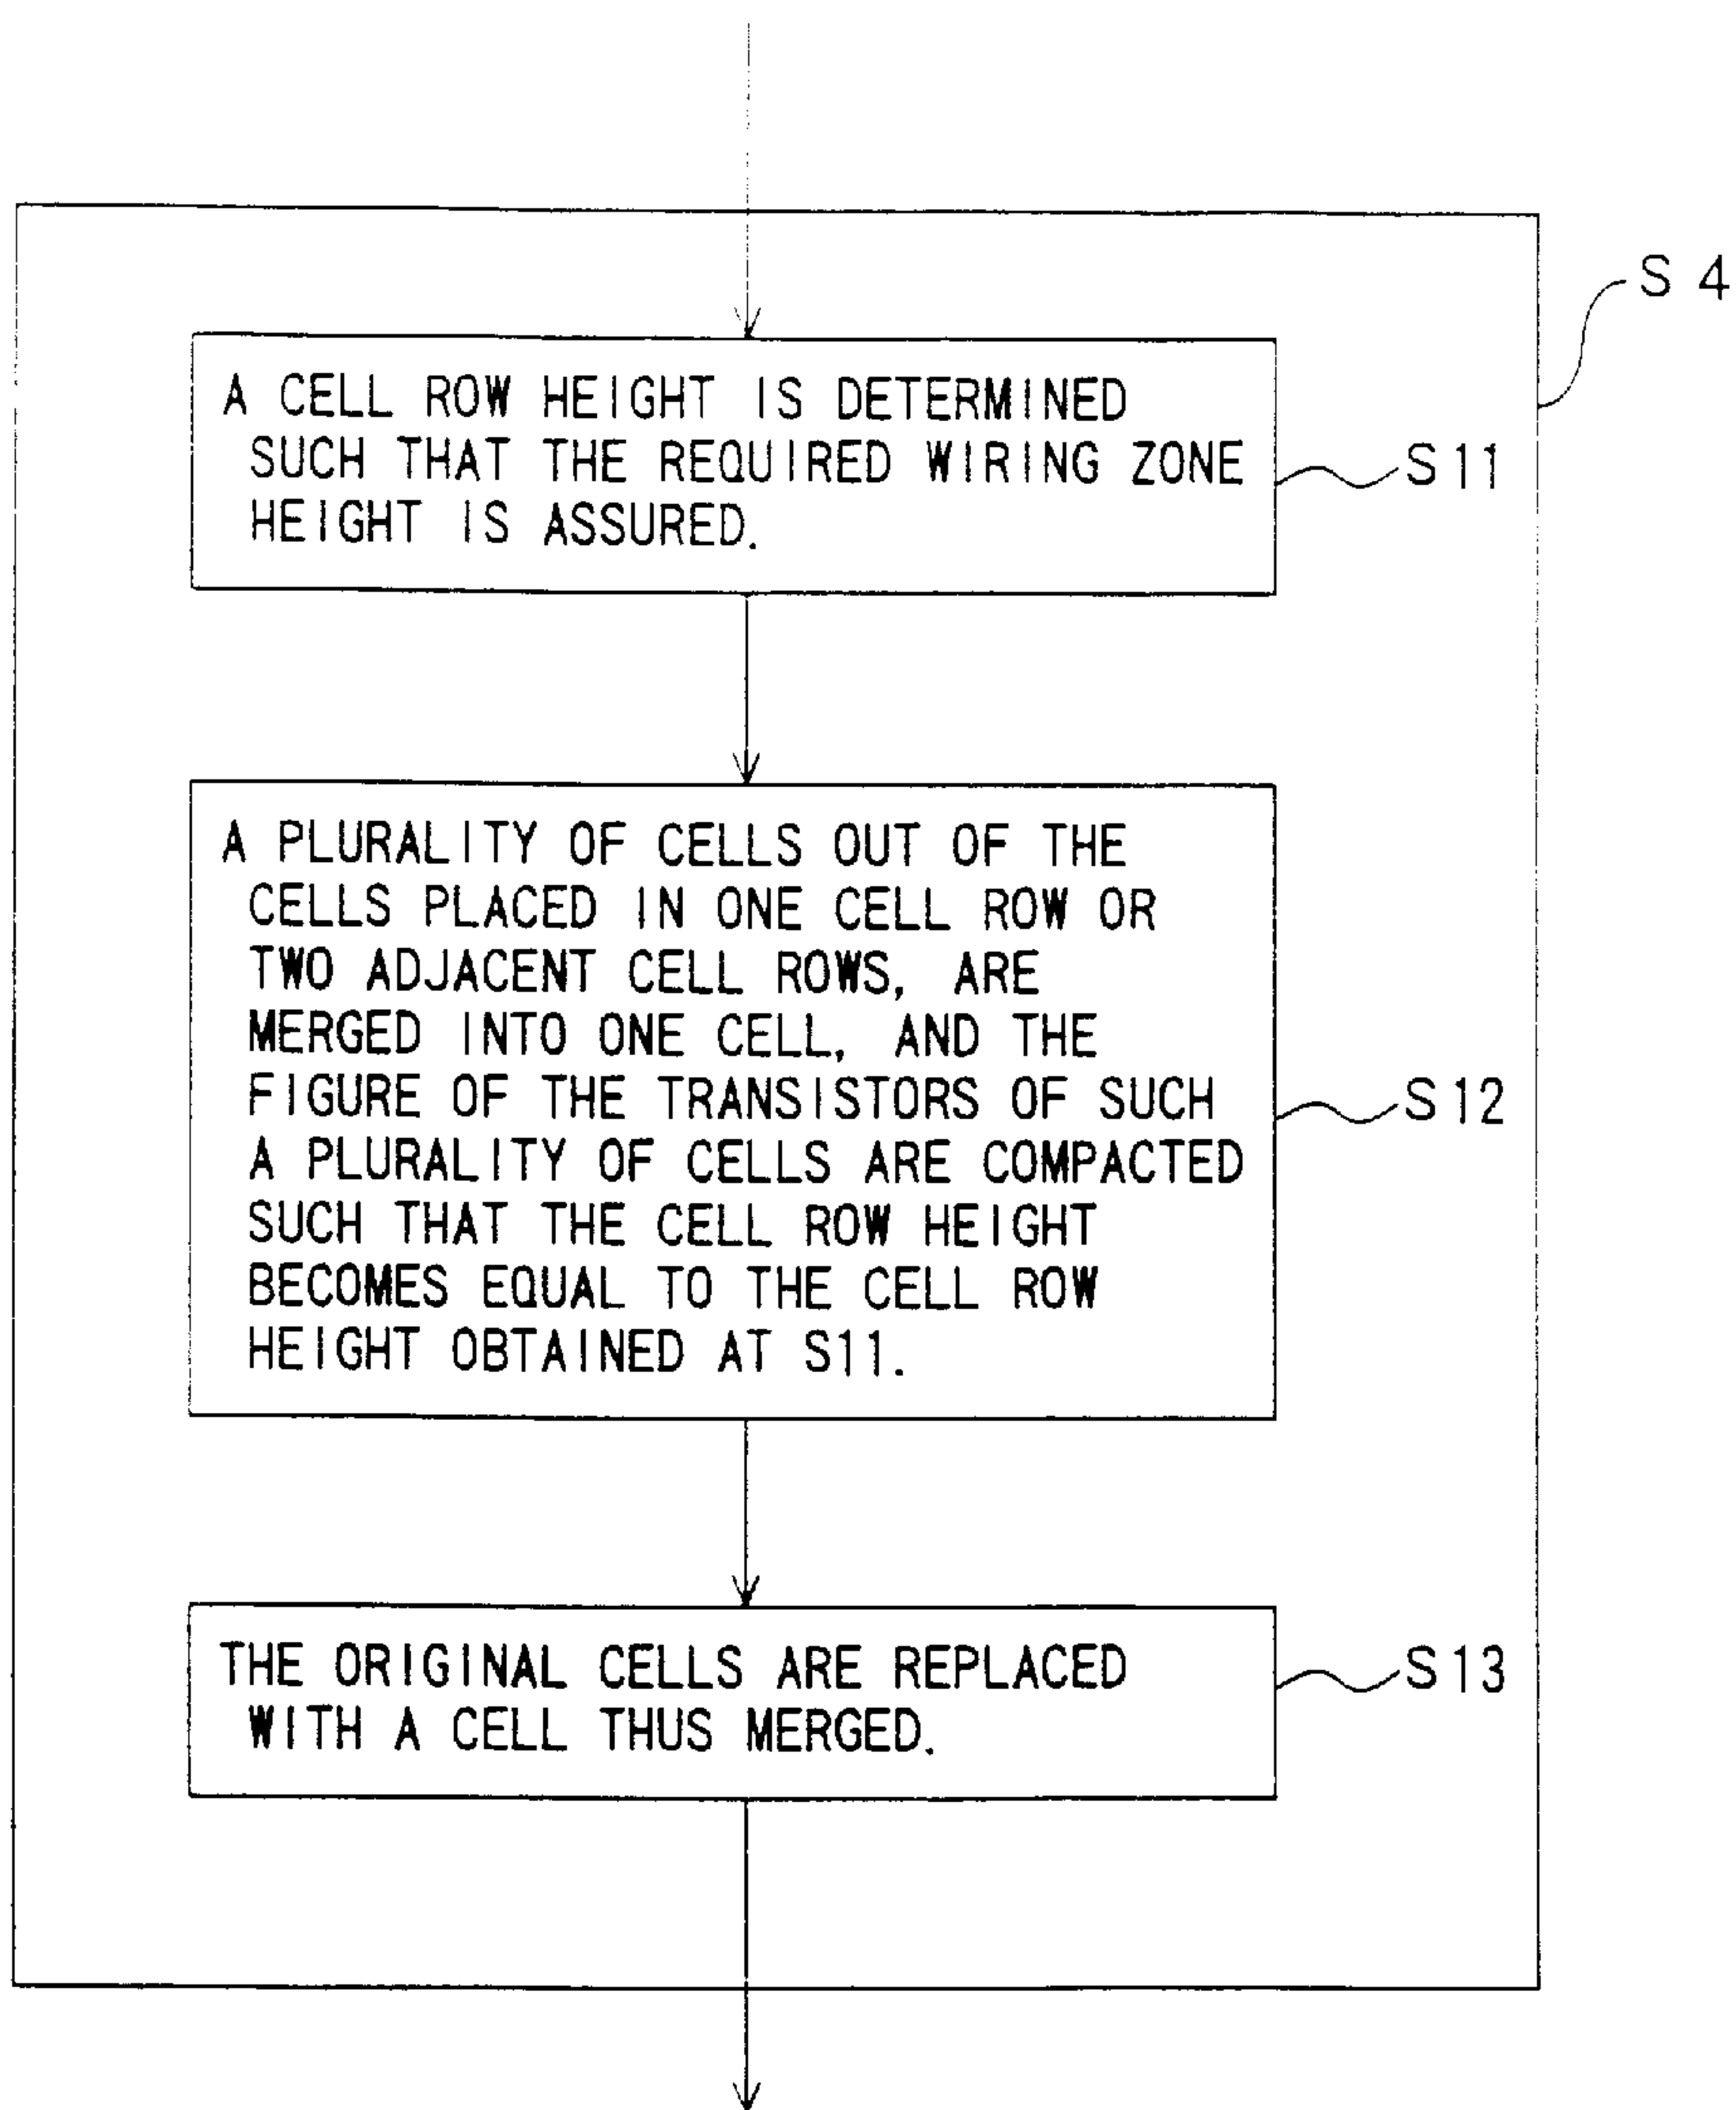 S 4
A CELL ROW HEIGHT IS DETERMINED
SUCH THAT THE REQUIRED WIRING ZONE
HEIGHT IS ASSURED.
S11
A PLURALITY OF CELLS OUT OF THE
CELLS PLACED IN ONE CELL ROW OR
TWO ADJACENT CELL ROWS, ARE
MERGED INTO ONE CELL, AND THE
FIGURE OF THE TRANSISTORS OF SUCH
A PLURALITY OF CELLS ARE COMPACTED
SUCH THAT THE CELL ROW HEIGHT
BECOMES EQUAL TO THE CELL ROW
HEIGHT OBTAINED AT S11.
S12
THE ORIGINAL CELLS ARE REPLACED
WITH A CELL THUS MERGED.
S13